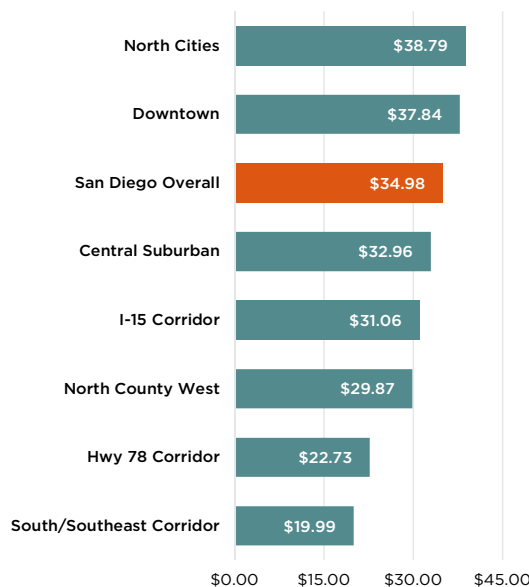 North Cities $38.79
Downtown $37.84
San Diego Overall $34.98
Central Suburban $32.96
I-15 Corridor $31.06
North County West $29.87
Hwy 78 Corridor $22.73
South/Southeast Corridor $19.99
$0.00 $15.00 $30.00 $45.00